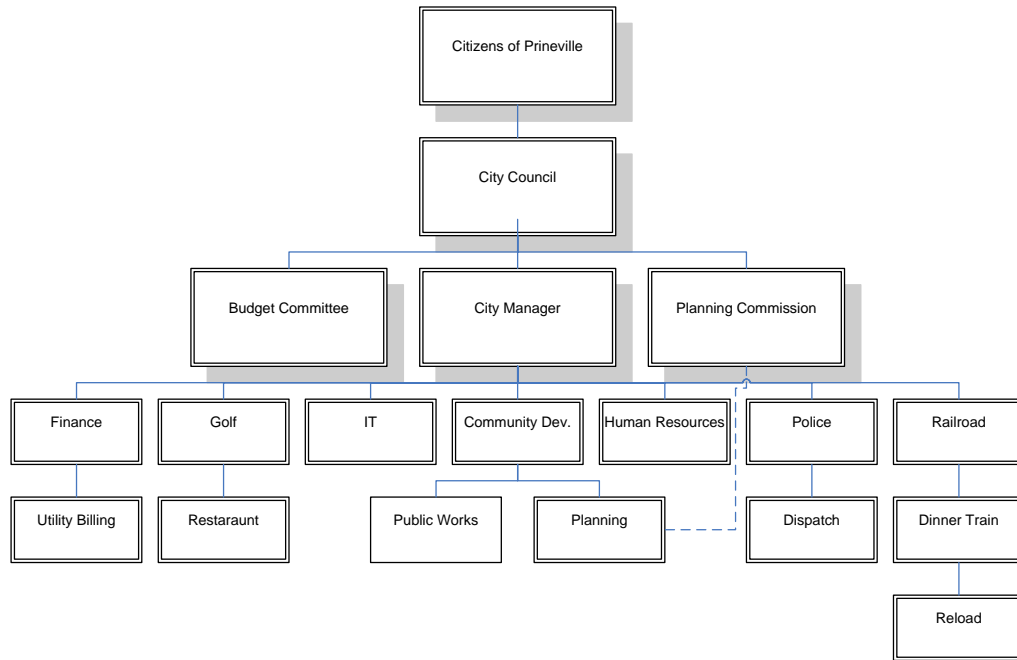 Citizens of Prineville
City Council
Budget Committee
City Manager
Planning Commission
Finance
Golf
IT
Community Dev.
Human Resources
Police
Railroad
Utility Billing
Restaraunt
Public Works
Planning
Dispatch
Dinner Train
Reload